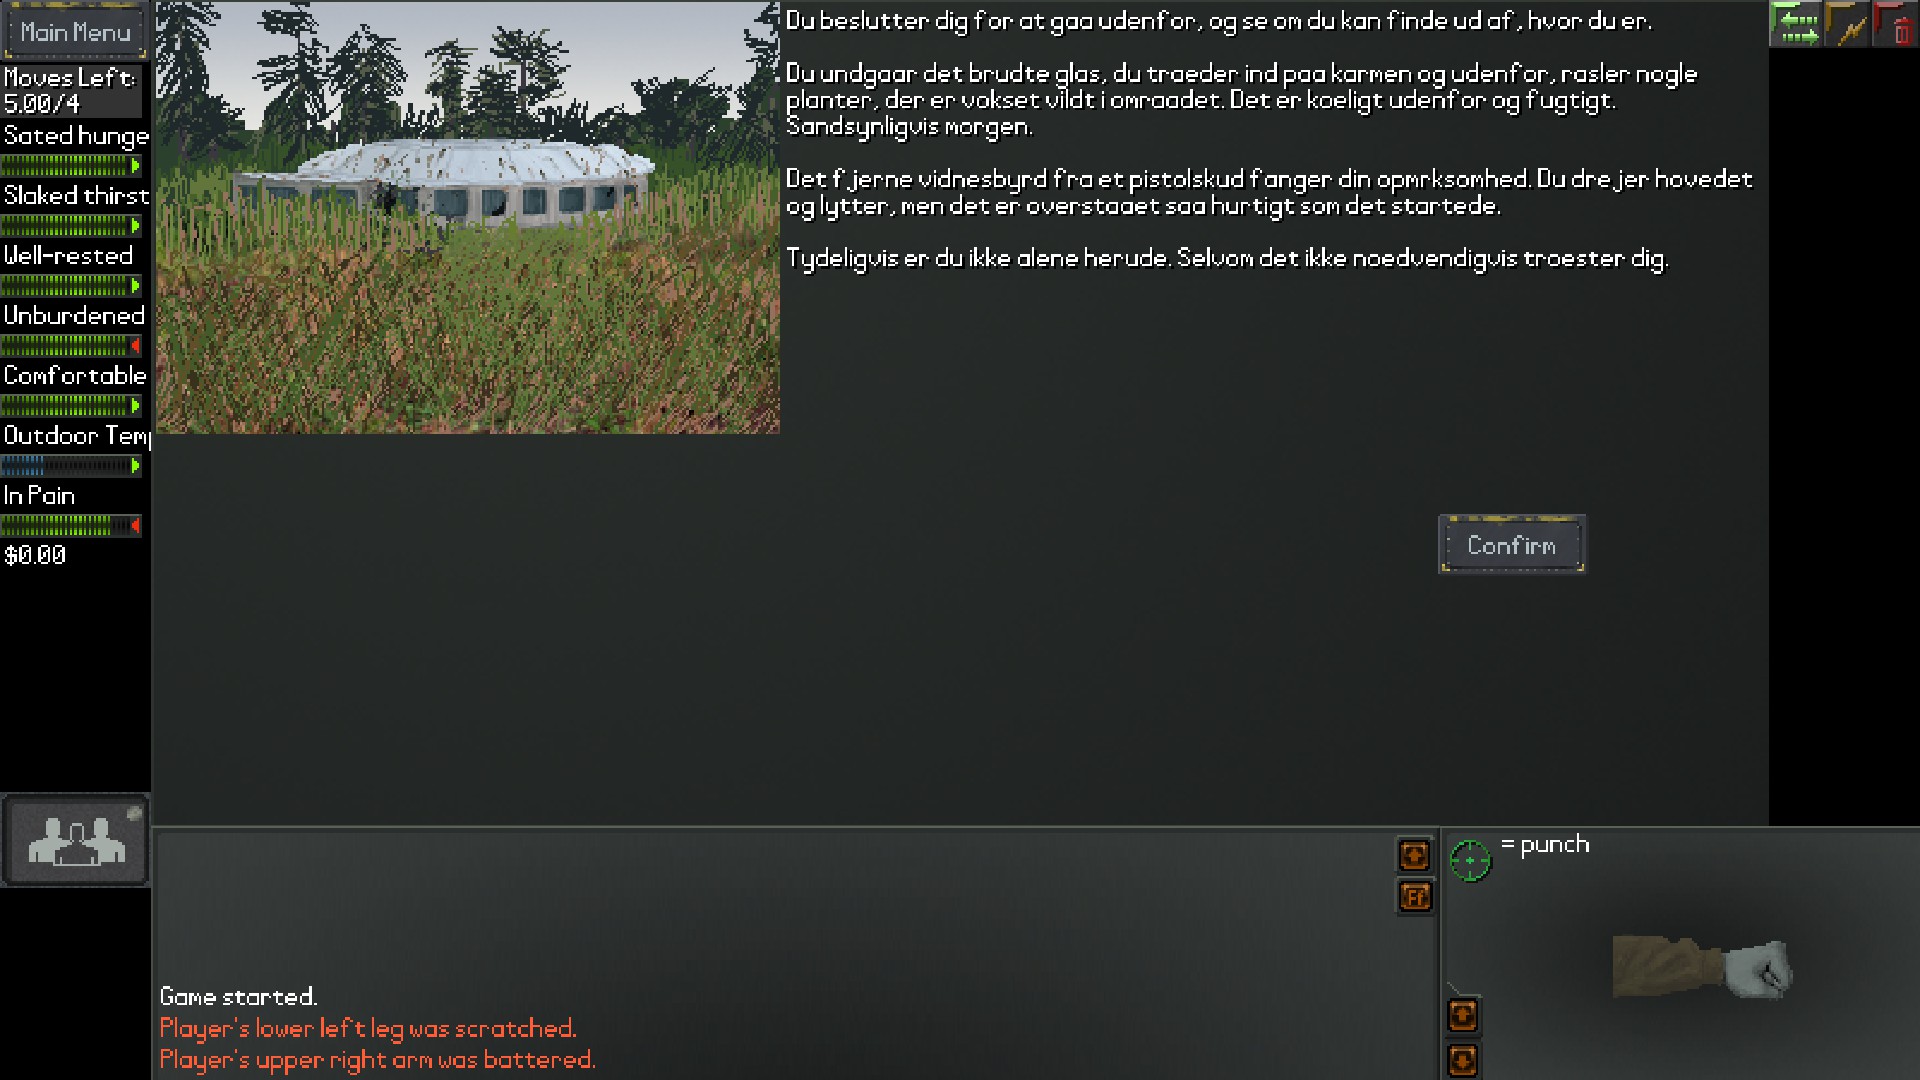 Main Menu
Moves Left:
5.00/4
Sated hunge
Slaked thirst
Well-rested
Unburdened
Comfortable
Outdoor Temp
In Pain
$0.00
Du beslutter dig for at gaa udenfor, og se om du kan finde ud af, hvor du er.
Du undgaar det brudte glas, du traeder ind paa karmen og udenfor, rasler nogle
planter, der er vokset vildt i omraadet. Det er koeligt udenfor og fugtigt.
Sandsynligvis morgen.
Det fjerne vidnesbyrd fra et pistolskud fanger din opmrksomhed. Du drejer hovedet
og lytter, men det er overstaaet saa hurtigt som det startede.
Tydeligvis er du ikke alene herude. Selvom det ikke noedvendigvis troester dig.
Confirm
= punch
Ff
Game started.
Player's lower left leg was scratched.
Player's upper right arm was battered.